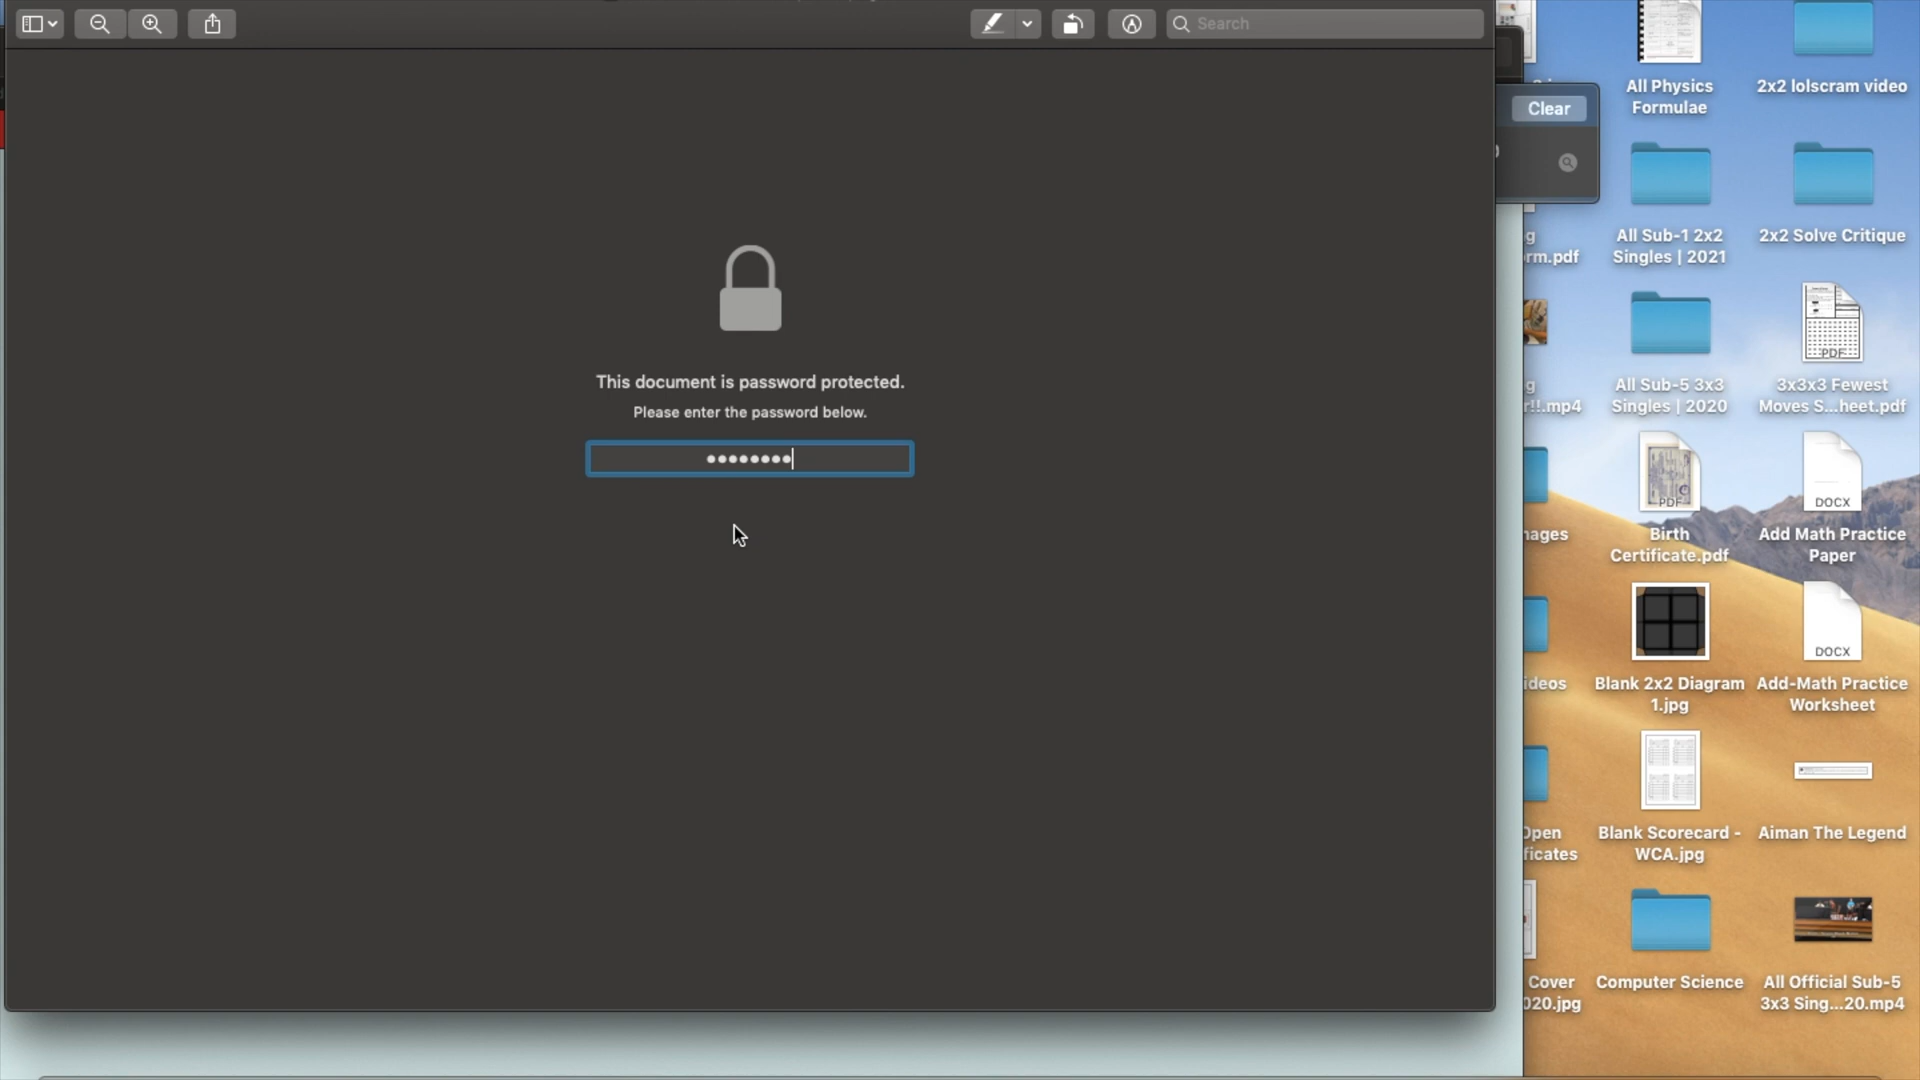 Search
This document is password protected.
Please enter the password below.
••••••••
Clear
rm.pdf
r!!.mp4
Cover
020.jpg
All Physics
Formulae
2x2 lolscram video
All Sub-1 2x2
Singles | 2021
2x2 Solve Critique
PDF
All Sub-5 3x3
Singles | 2020
3x3x3 Fewest
Moves S...heet.pdf
PDF
DOCX
Birth
Certificate.pdf
Add Math Practice
Paper
DOCX
Blank 2x2 Diagram
1.jpg
Add-Math Practice
Worksheet
Blank Scorecard -
WCA.jpg
Aiman The Legend
Computer Science
All Official Sub-5
3x3 Sing...20.mp4